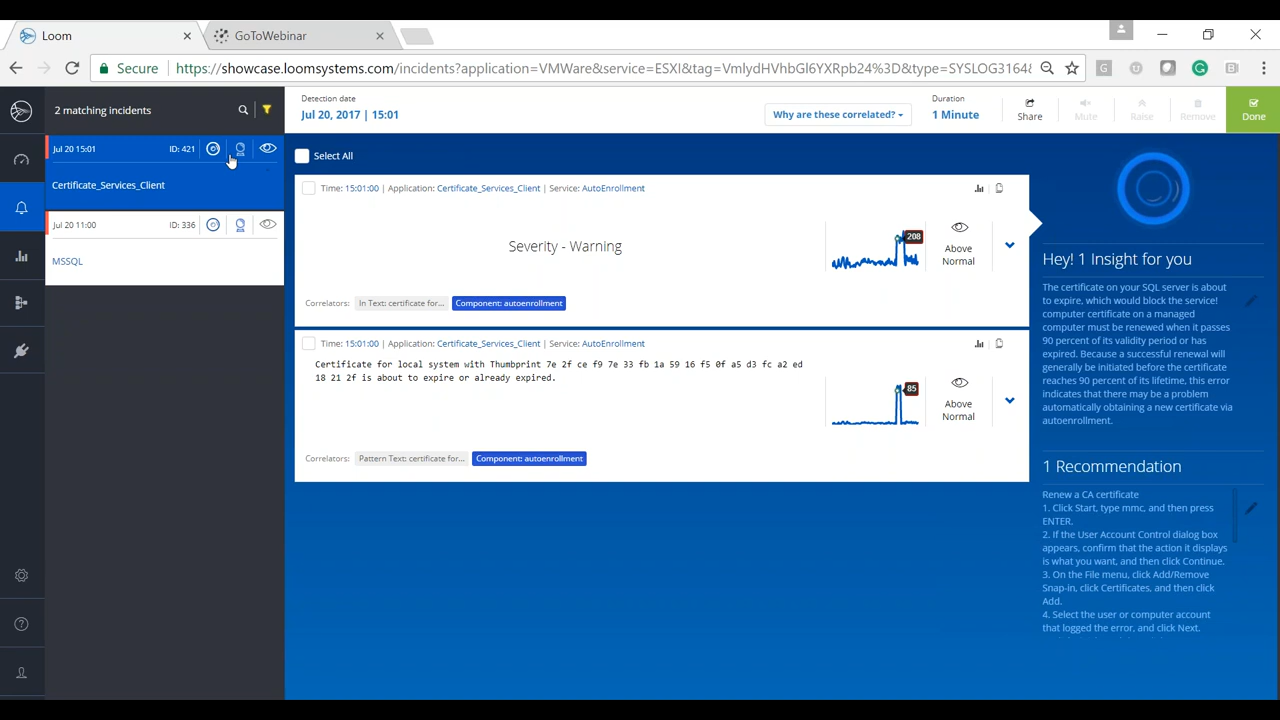 Loom
GoToWebinar
Secure
https://showcase.loomsystems.com/incidents?application=VMWare&service=ESXI&tag=VmlydHVhbGl6YXRpb24%3D&type=SYSLOG3164&
2 matching incidents
Detection date
Jul 20, 2017 | 15:01
Why are these correlated?
Duration
1 Minute
Share
Mute
Raise
Remove
Done
Jul 20 15:01
ID: 421
Certificate_Services_Client
Jul 20 11:00
ID: 336
MSSQL
Select All
Time: 15:01:00 | Application: Certificate_Services_Client | Service: AutoEnrollment
Severity - Warning
208
Above
Normal
Correlators: In Text: certificate for... Component: autoenrollment
Time: 15:01:00 | Application: Certificate_Services_Client | Service: AutoEnrollment
Certificate for local system with Thumbprint 7e 2f ce f9 7e 33 fb 1a 59 16 f5 0f a5 d3 fc a2 ed
18 21 2f is about to expire or already expired.
85
Above
Normal
Correlators: Pattern Text: certificate for... Component: autoenrollment
Hey! 1 Insight for you
The certificate on your SQL server is about
to expire, which would block the service!
computer certificate on a managed
computer must be renewed when it passes
90 percent of its validity period or has
expired. Because a successful renewal will
generally be initiated before the certificate
reaches 90 percent of its lifetime, this error
indicates that there may be a problem
automatically obtaining a new certificate via
autoenrollment.
1 Recommendation
Renew a CA certificate
1. Click Start, type mmc, and then press
ENTER.
2. If the User Account Control dialog box
appears, confirm that the action it displays
is what you want, and then click Continue.
3. On the File menu, click Add/Remove
Snap-in, click Certificates, and then click
Add.
4. Select the user or computer account
that logged the error, and click Next.